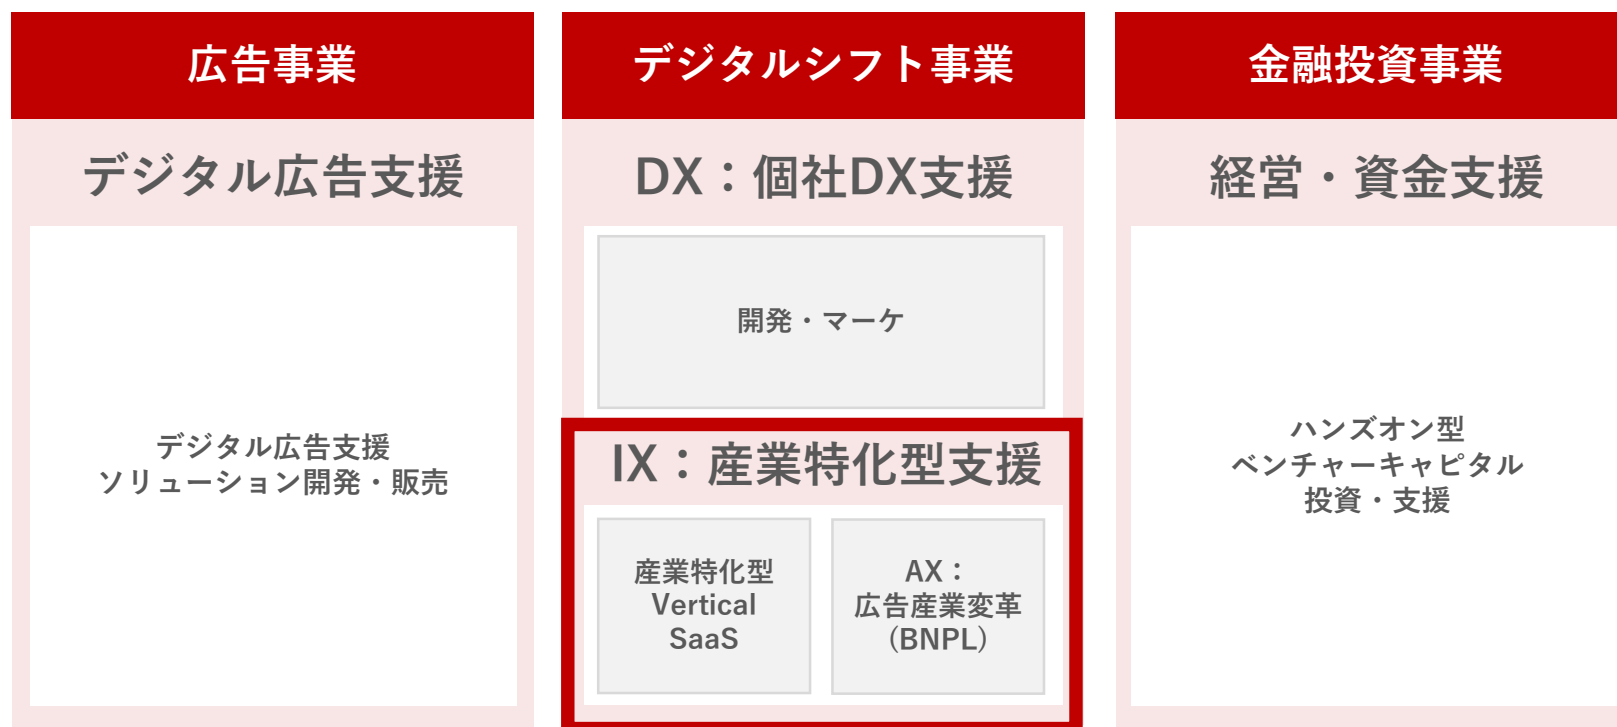 広告事業
デジタル広告支援
デジタル広告支援
ソリューション開発・販売
デジタルシフト事業
DX：個社DX支援
開発・マーケ
IX：産業特化型支援
産業特化型
Vertical
SaaS
AX：
広告産業変革
(BNPL)
金融投資事業
経営・資金支援
ハンズオン型
ベンチャーキャピタル
投資・支援